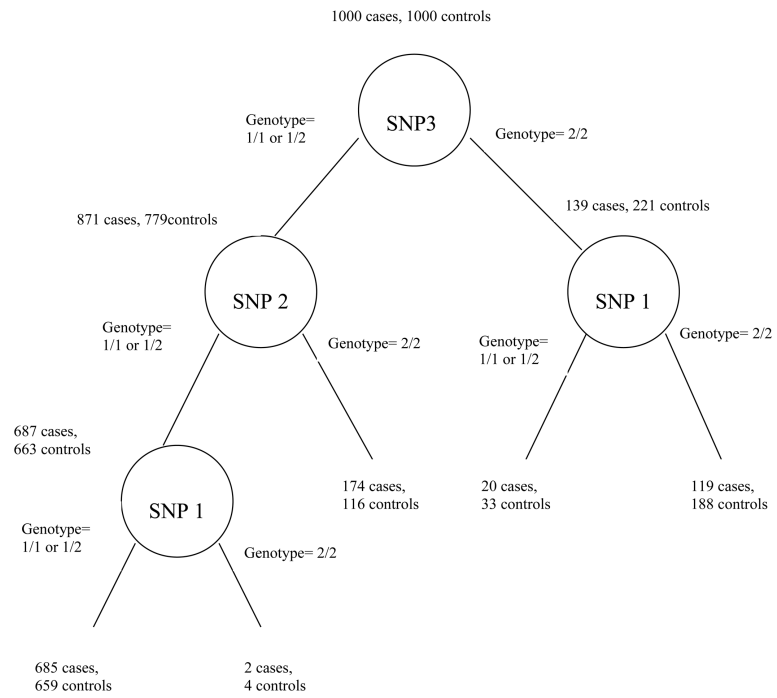 1000 cases, 1000 controls
SNP3
Genotype=
1/1 or 1/2
Genotype= 2/2
871 cases, 779controls
139 cases, 221 controls
SNP 2
SNP 1
Genotype=
1/1 or 1/2
Genotype= 2/2
Genotype=
1/1 or 1/2
Genotype= 2/2
687 cases,
663 controls
174 cases,
116 controls
20 cases,
33 controls
119 cases,
188 controls
SNP 1
Genotype=
1/1 or 1/2
Genotype= 2/2
685 cases,
659 controls
2 cases,
4 controls